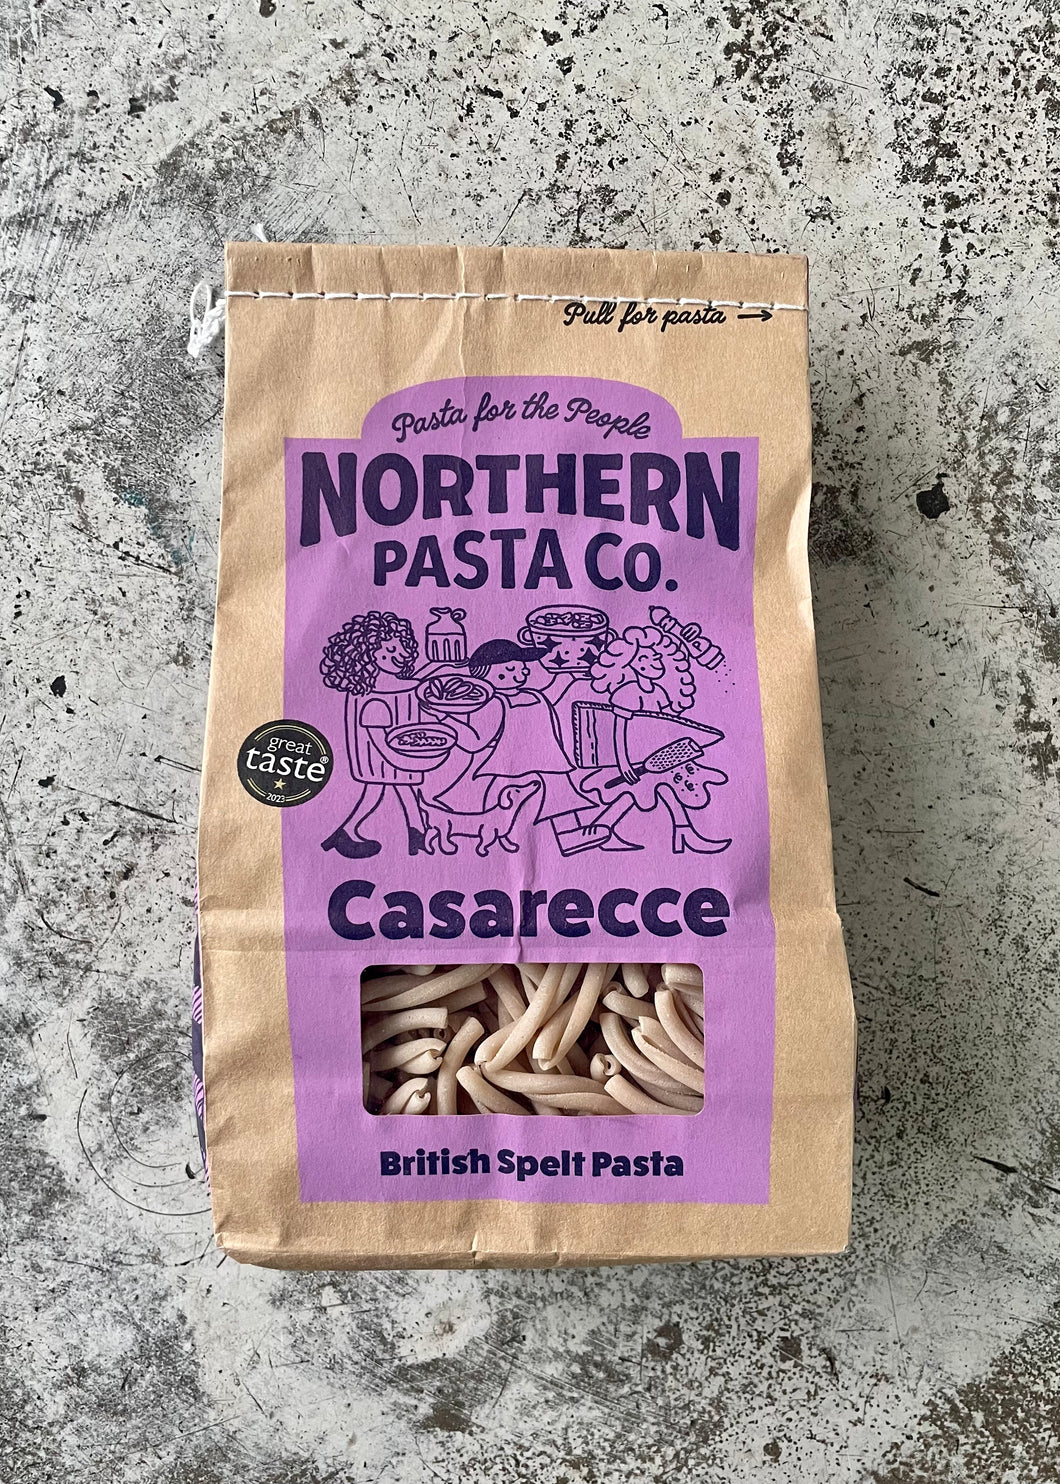 Pull for pasta →
Pasta for the People
NORTHERN
PASTA CO.
great
taste®
2023
Casarecce
British Spelt Pasta